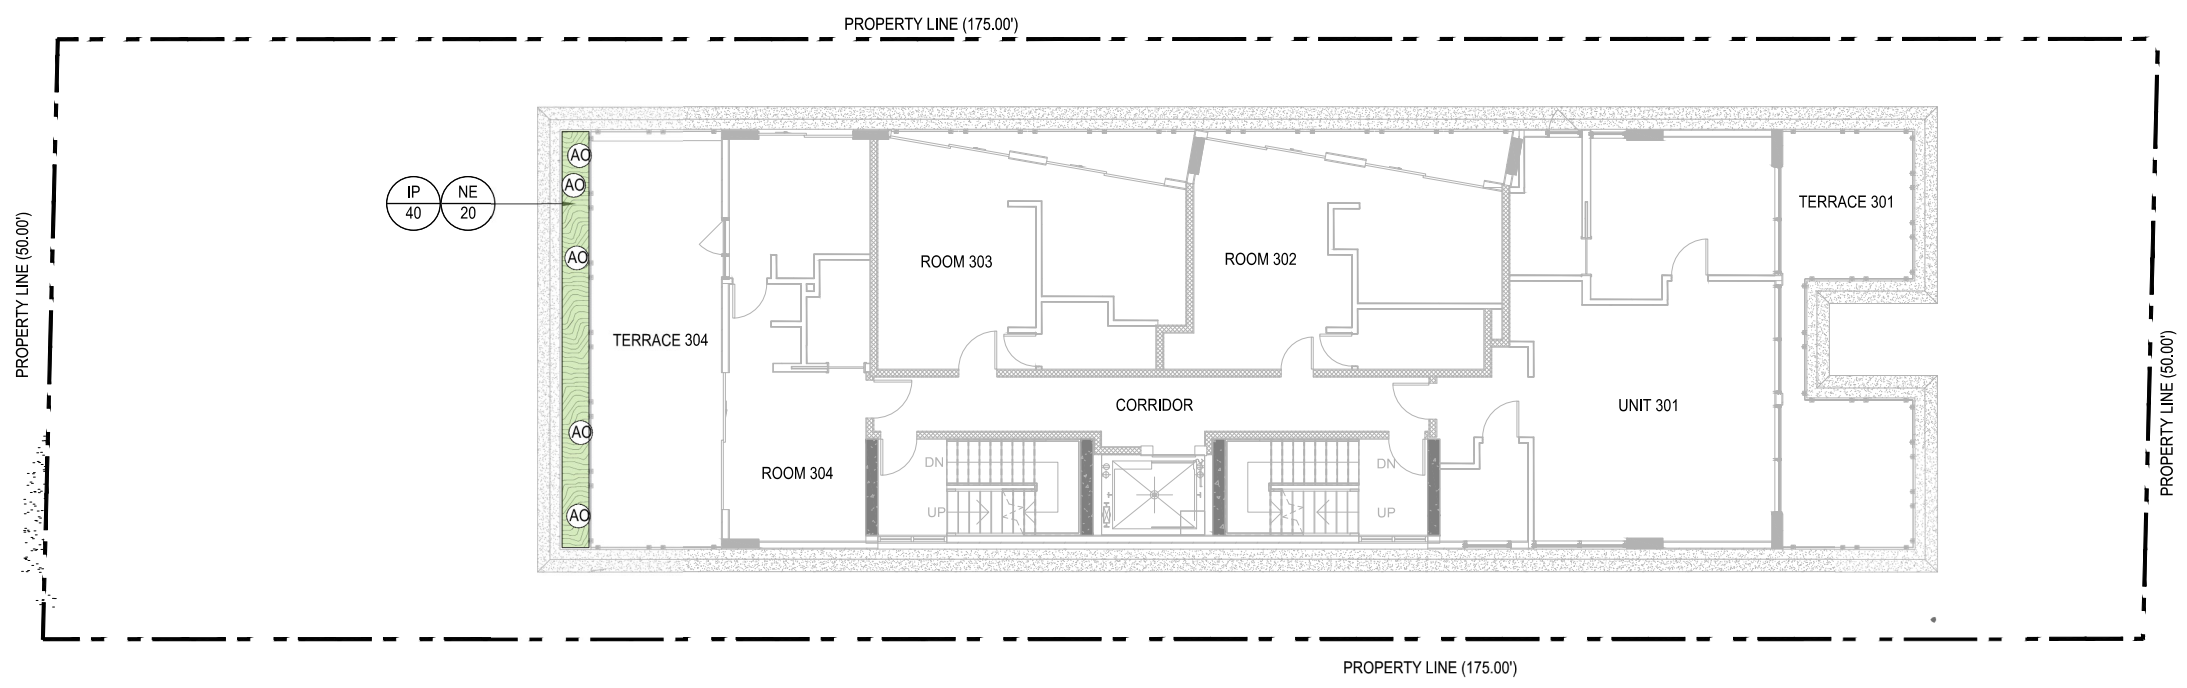 PROPERTY LINE (175.00')
AO
IP
40
NE
20
AO
TERRACE 301
PROPERTY LINE (50.00')
AO
ROOM 303
ROOM 302
TERRACE 304
PROPERTY LINE (50.00')
CORRIDOR
UNIT 301
AO
DN
DN
ROOM 304
AO
UP
UP
PROPERTY LINE (175.00')